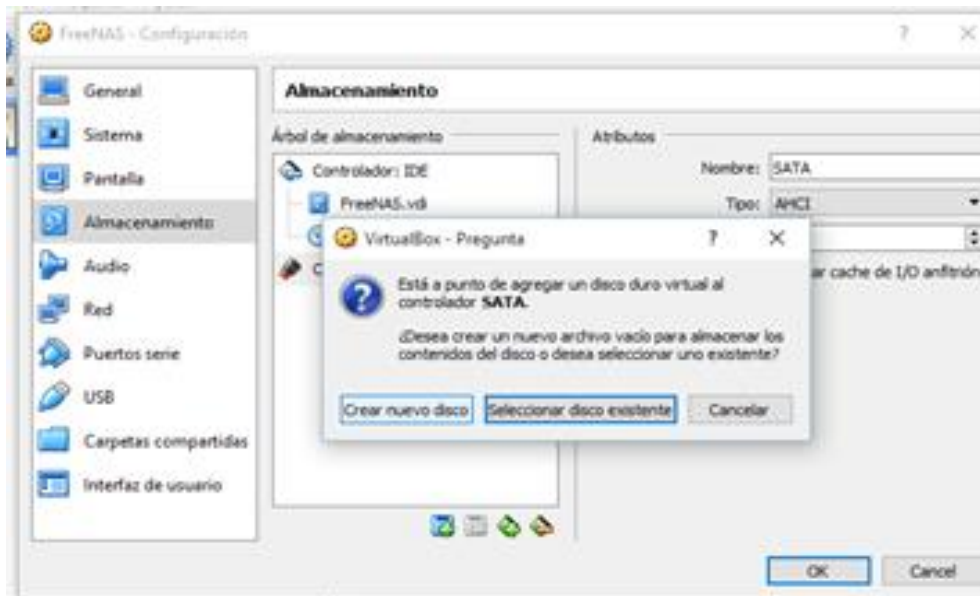 FreeNAS - Configuración
General
Sistema
Pantalla
Almacenamiento
Audio
Red
Puertos serie
USB
Carpetas compartidas
Interfaz de usuario
Almacenamiento
Árbol de almacenamiento
Controlador: IDE
FreeNAS.vdi
Atributos
Nombre: SATA
Tipo: AHCI
ar cache de I/O anfitrión
VirtualBox - Pregunta
Está a punto de agregar un disco duro virtual al
controlador SATA.
¿Desea crear un nuevo archivo vacío para almacenar los
contenidos del disco o desea seleccionar uno existente?
Crear nuevo disco
Seleccionar disco existente
Cancelar
OK
Cancel